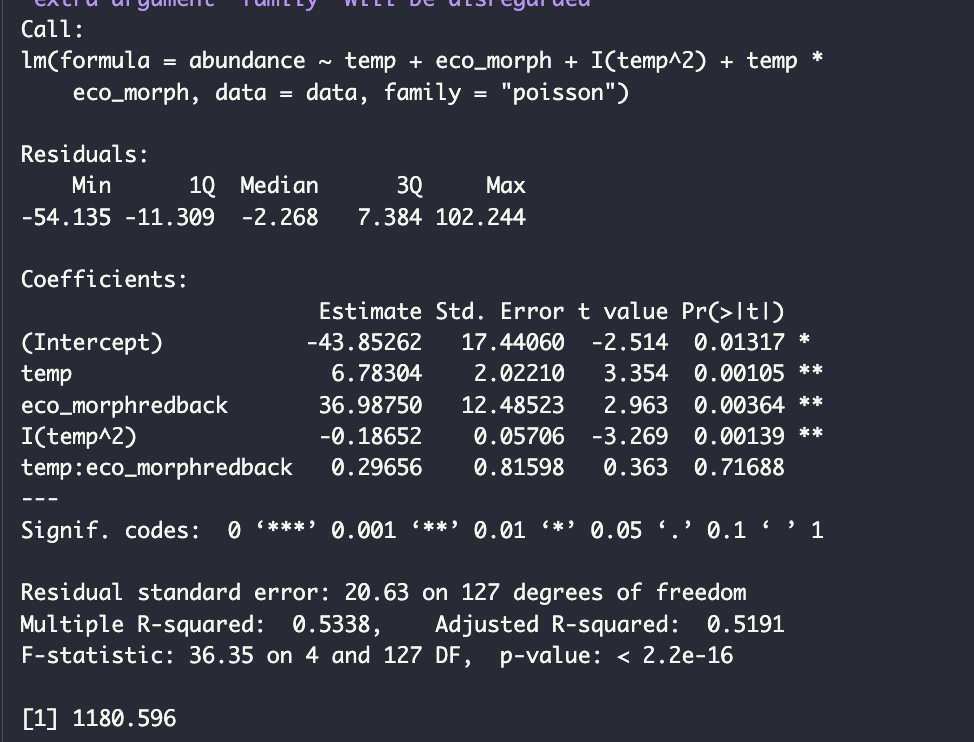 extra argument ‘family’ will be disregarded
Call:
lm(formula = abundance ~ temp + eco_morph + I(temp^2) + temp *
    eco_morph, data = data, family = "poisson")
Residuals:
    Min      1Q  Median      3Q     Max
-54.135 -11.309  -2.268   7.384 102.244
Coefficients:
                       Estimate Std. Error t value Pr(>|t|)
(Intercept)           -43.85262   17.44060  -2.514  0.01317 *
temp                    6.78304    2.02210   3.354  0.00105 **
eco_morphredback       36.98750   12.48523   2.963  0.00364 **
I(temp^2)              -0.18652    0.05706  -3.269  0.00139 **
temp:eco_morphredback   0.29656    0.81598   0.363  0.71688
---
Signif. codes:  0 ‘***’ 0.001 ‘**’ 0.01 ‘*’ 0.05 ‘.’ 0.1 ‘ ’ 1
Residual standard error: 20.63 on 127 degrees of freedom
Multiple R-squared:  0.5338,    Adjusted R-squared:  0.5191
F-statistic: 36.35 on 4 and 127 DF,  p-value: < 2.2e-16
[1] 1180.596